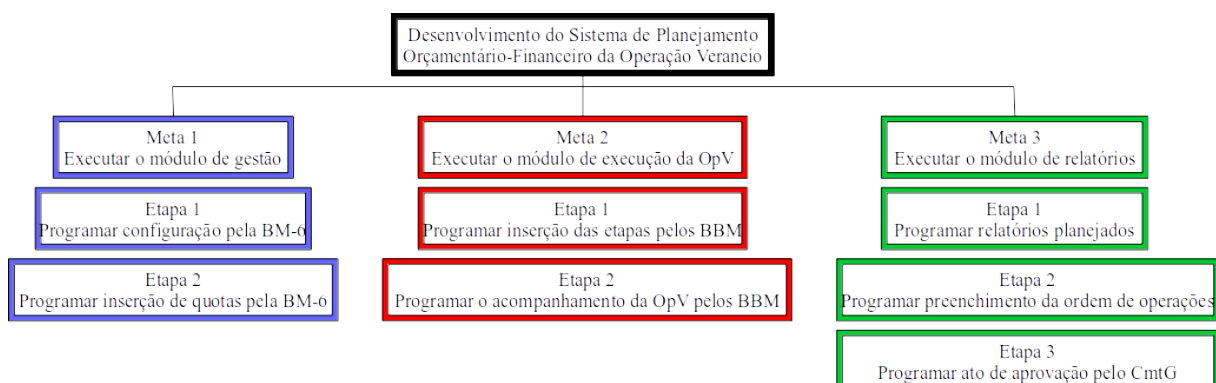 Desenvolvimento do Sistema de Planejamento
Orçamentário-Financeiro da Operação Veraneio
Meta 1
Executar o módulo de gestão
Etapa 1
Programar configuração pela BM-6
Etapa 2
Programar inserção de quotas pela BM-6
Meta 2
Executar o módulo de execução da OpV
Etapa 1
Programar inserção das etapas pelos BBM
Etapa 2
Programar o acompanhamento da OpV pelos BBM
Meta 3
Executar o módulo de relatórios
Etapa 1
Programar relatórios planejados
Etapa 2
Programar preenchimento da ordem de operações
Etapa 3
Programar ato de aprovação pelo CmtG